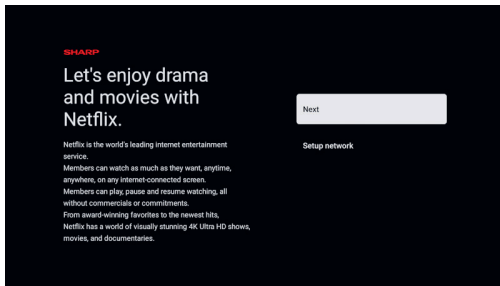 SHARP
Let's enjoy drama
and movies with
Netflix.
Netflix is the world's leading internet entertainment
service.
Members can watch as much as they want, anytime,
anywhere, on any internet-connected screen.
Members can play, pause and resume watching, all
without commercials or commitments.
From award-winning favorites to the newest hits,
Netflix has a world of visually stunning 4K Ultra HD shows,
movies, and documentaries.
Next
Setup network